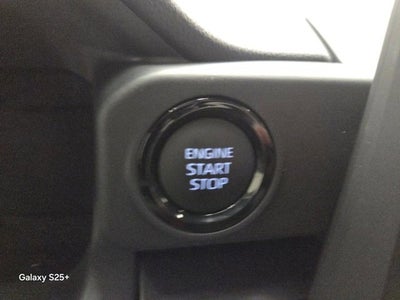 ENGINE
START
STOP
Galaxy S25+